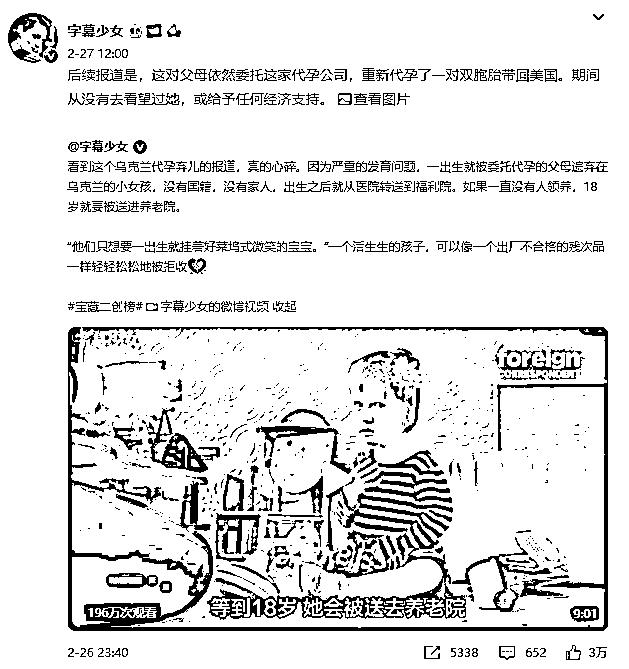 字幕少女
2-27 12:00
后续报道是，这对父母依然委托这家代孕公司，重新代孕了一对双胞胎带回美国。期间
从没有去看望过她，或给予任何经济支持。 查看图片
@字幕少女
看到这个乌克兰代孕弃儿的报道，真的心碎。因为严重的发育问题，一出生就被委托代孕的父母遗弃在
乌克兰的小女孩，没有国籍，没有家人，出生之后就从医院转送到福利院。如果一直没有人领养，18
岁就要被送进养老院。
“他们只想要一出生就挂着好莱坞式微笑的宝宝。”一个活生生的孩子，可以像一个出厂不合格的残次品
一样轻轻松松地被拒收
#宝藏二创榜# 字幕少女的微博视频 收起
foreign
CORRESPONDENT
等到18岁 她会被送去养老院
196万次观看
9:01
2-26 23:40
5338
652
3万